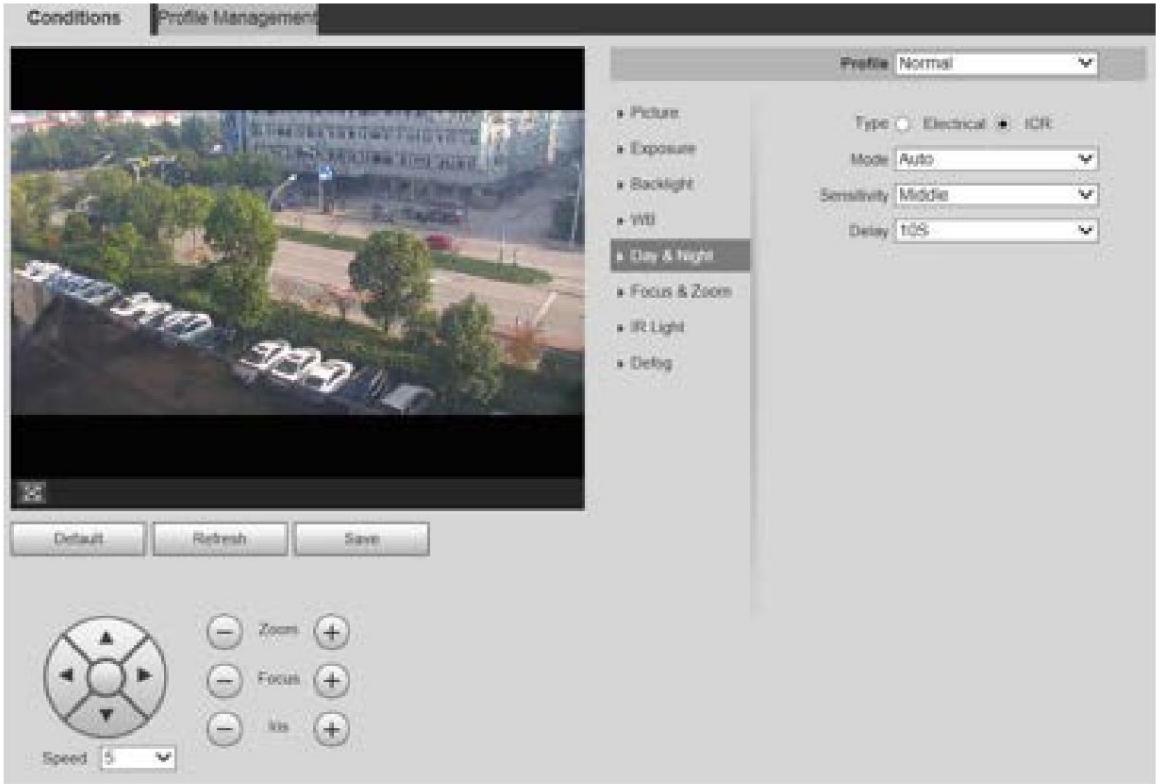 Conditions
Profile Management
Profile Normal
Picture
Exposure
Backlight
WB
Day & Night
Focus & Zoom
IR Light
Defog
Type Electrical ICR
Mode Auto
Sensitivity Middle
Delay 10S
Default Refresh Save
Zoom
Focus
Iris
Speed 5